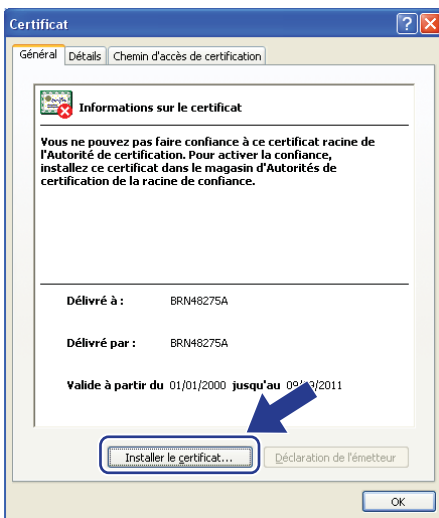 Certificat
Général Détails Chemin d'accès de certification
Informations sur le certificat
Vous ne pouvez pas faire confiance à ce certificat racine de
l'Autorité de certification. Pour activer la confiance,
installez ce certificat dans le magasin d'Autorités de
certification de la racine de confiance.
Délivré à : BRN48275A
Délivré par : BRN48275A
Valide à partir du 01/01/2000 jusqu'au
Installer le certificat... Déclaration de l'émetteur
OK